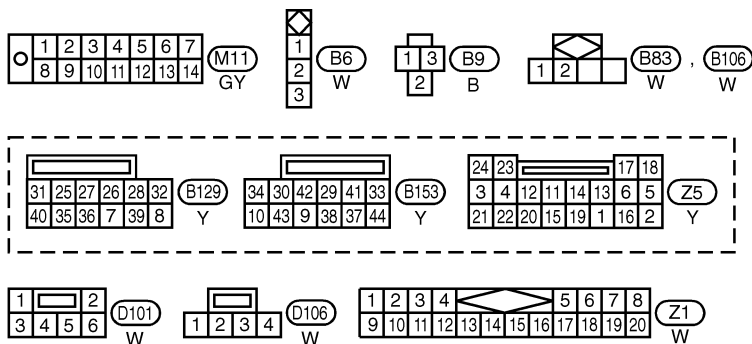 1 2 3 4 5 6 7
8 9 10 11 12 13 14
M11
GY
1
2
3
B6
W
1 3
2
B9
B
1 2
B83 , B106
W W
31 25 27 26 28 32
40 35 36 7 39 8
B129
Y
34 30 42 29 41 33
10 43 9 38 37 44
B153
Y
24 23 17 18
3 4 12 11 14 13 6 5
21 22 20 15 19 1 16 2
Z5
Y
1 2
3 4 5 6
D101
W
1 2 3 4
D106
W
1 2 3 4 5 6 7 8
9 10 11 12 13 14 15 16 17 18 19 20
Z1
W